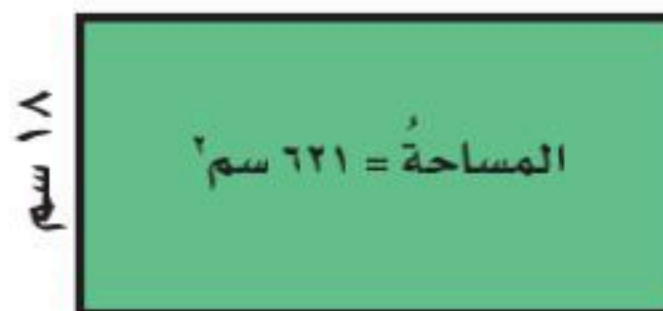 المساحةُ = ٦٢١ سم٢
١٨ سم